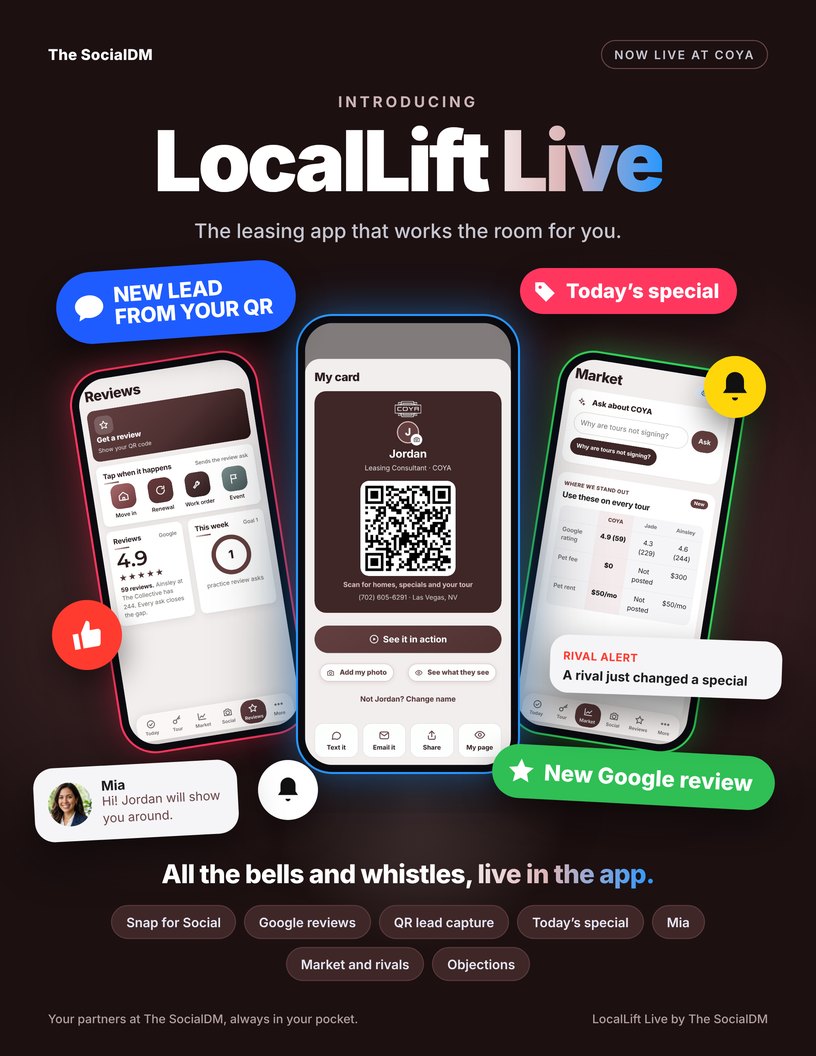 The SocialDM
NOW LIVE AT COYA
INTRODUCING
LocalLift Live
The leasing app that works the room for you.
NEW LEAD
FROM YOUR QR
Today's special
Reviews
Get a review
Show your QR code
Tap when it happens
Sends the review ask
Move in
Renewal
Work order
Event
Reviews
Google
4.9
59 reviews. Ainsley at
The Collective has
244. Every ask closes
the gap.
This week
Goal 1
1
practice review asks
Today
Tour
Market
Social
Reviews
More
My card
COYA
J
Jordan
Leasing Consultant · COYA
Scan for homes, specials and your tour
(702) 605-6291 · Las Vegas, NV
See it in action
Add my photo
See what they see
Not Jordan? Change name
Text it
Email it
Share
My page
Market
Ask about COYA
Why are tours not signing?
Ask
Why are tours not signing?
WHERE WE STAND OUT
Use these on every tour
New
COYA
Jade
Ainsley
Google
rating
4.9 (59)
4.3
(229)
4.6
(244)
Pet fee
$0
Not
posted
$300
Pet rent
$50/mo
Not
posted
$50/mo
RIVAL ALERT
A rival just changed a special
Today
Tour
Market
Social
Reviews
More
New Google review
Mia
Hi! Jordan will show
you around.
All the bells and whistles, live in the app.
Snap for Social
Google reviews
QR lead capture
Today's special
Mia
Market and rivals
Objections
Your partners at The SocialDM, always in your pocket.
LocalLift Live by The SocialDM